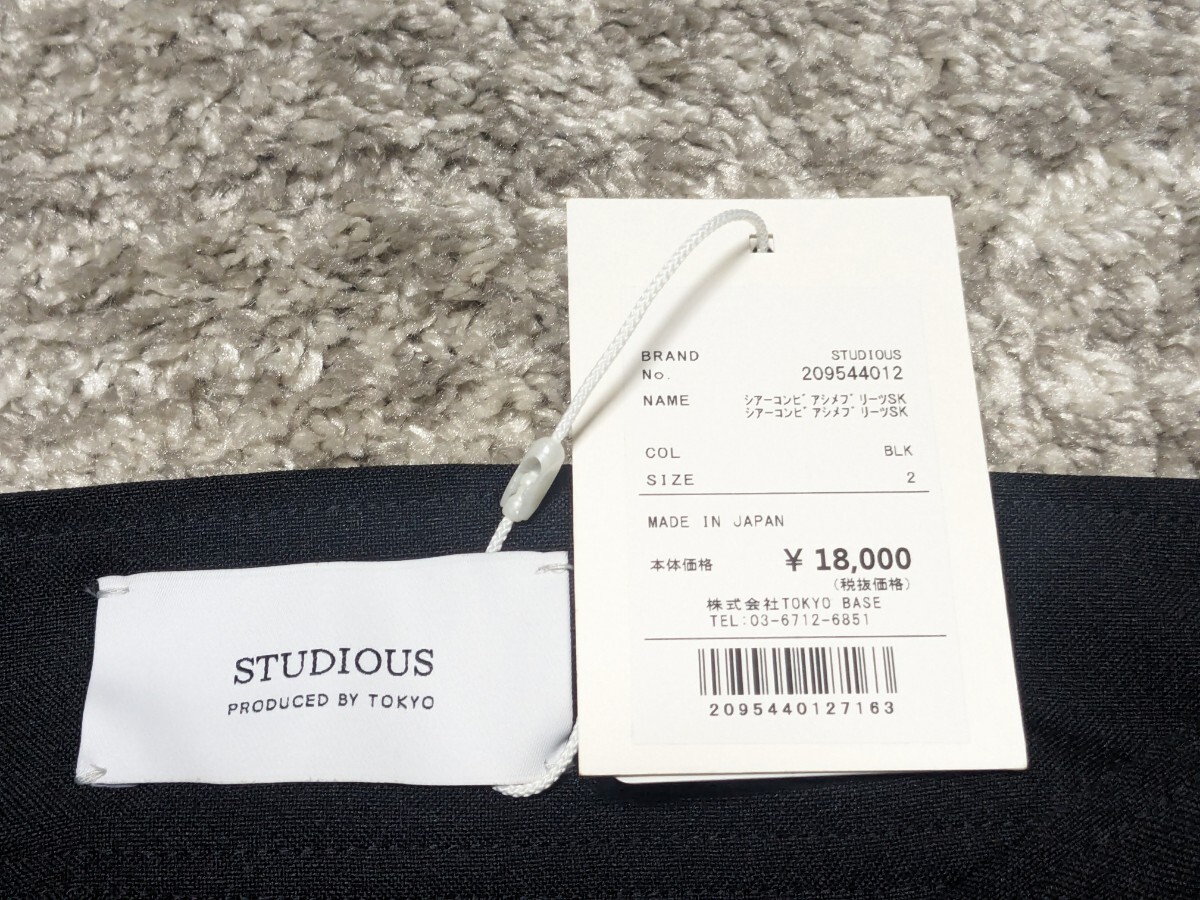 BRAND STUDIOUS
No. 209544012
NAME シアーコンビアシメプリーツSK
シアーコンビアシメプリーツSK
COL BLK
SIZE 2
MADE IN JAPAN
本体価格 ¥ 18,000
(税抜価格)
株式会社TOKYO BASE
TEL:03-6712-6851
2095440127163
STUDIOUS
PRODUCED BY TOKYO